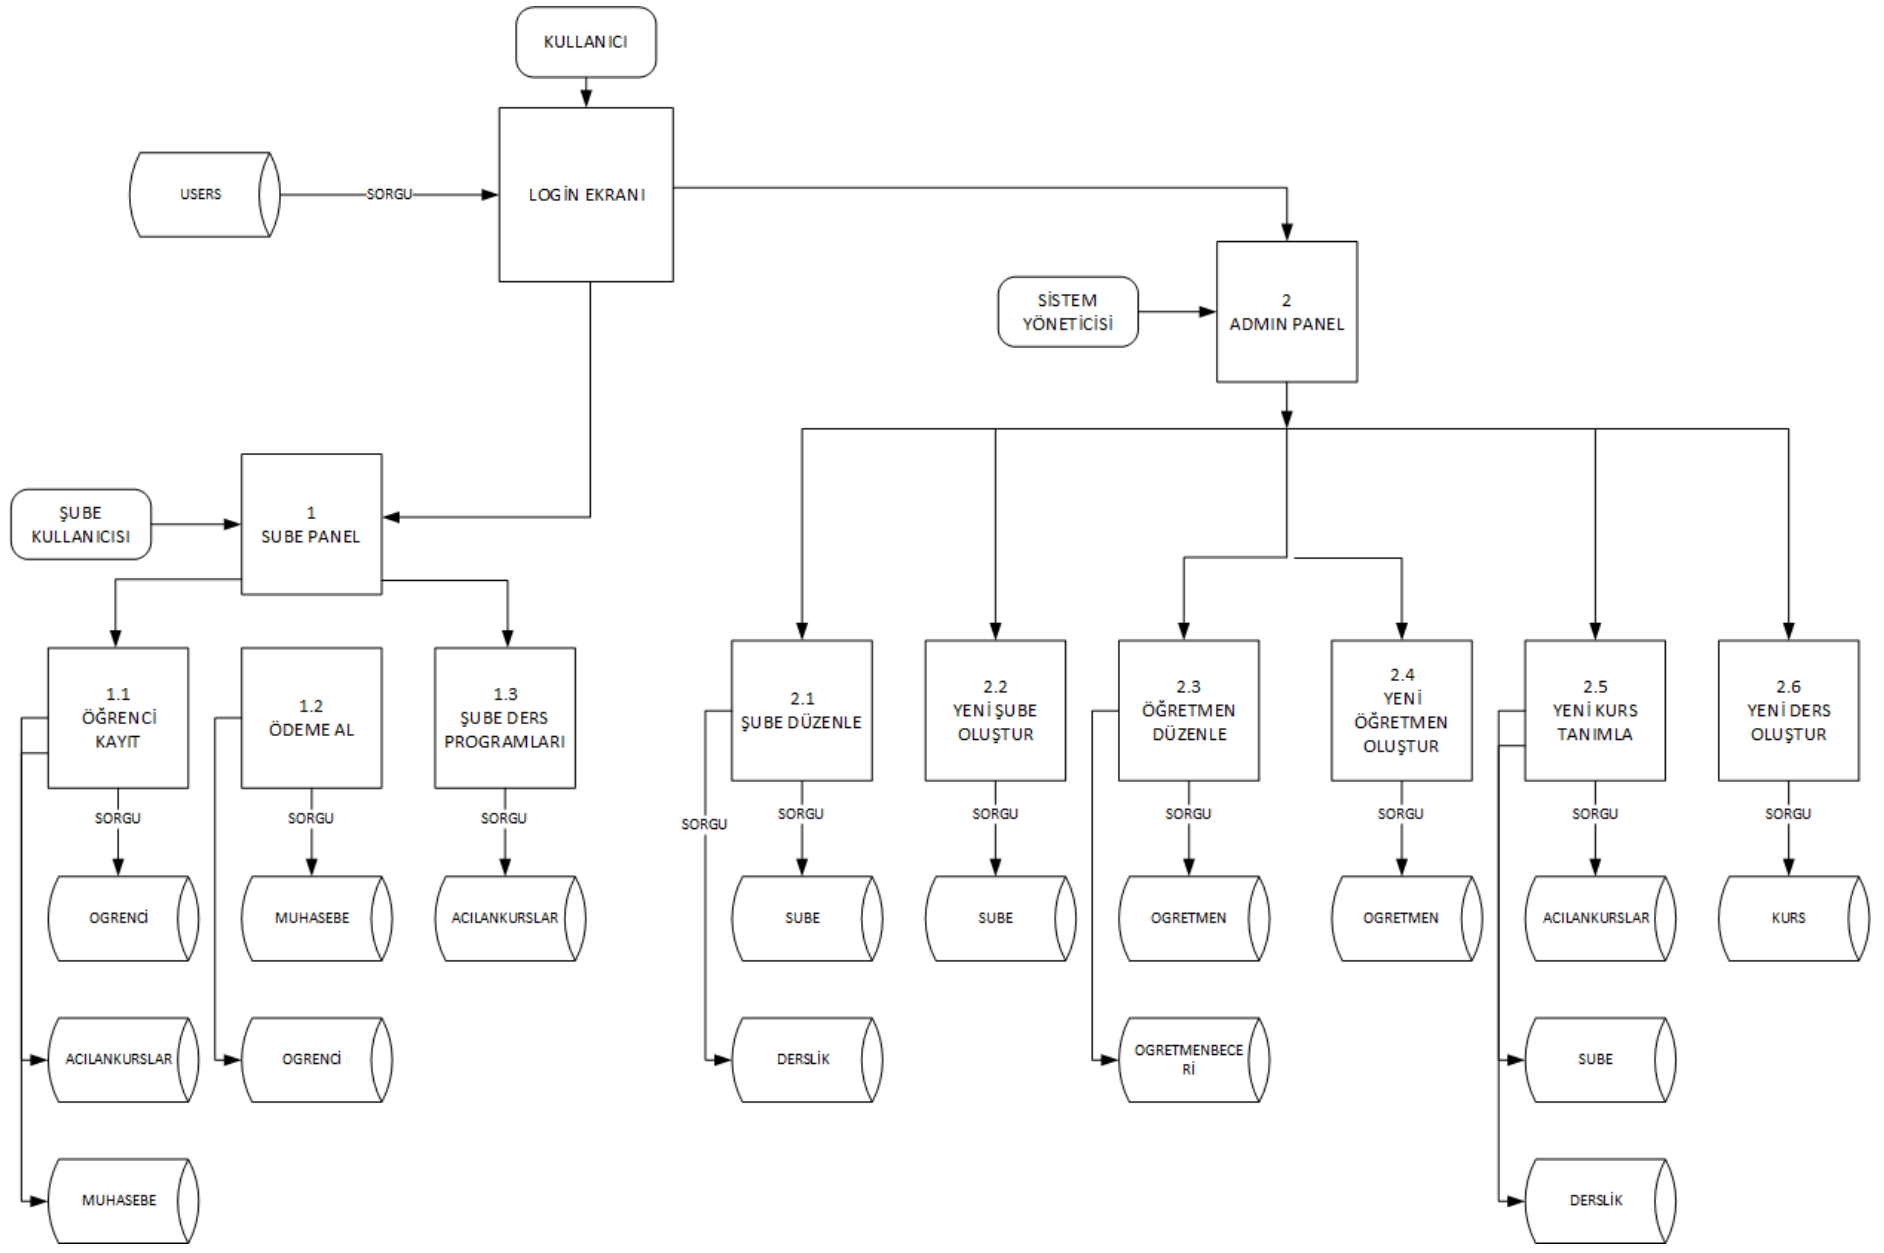 KULLANICI
USERS
SORGU
LOGİN EKRANI
SİSTEM
YÖNETİCİSİ
2
ADMIN PANEL
ŞUBE
KULLANICISI
1
SUBE PANEL
1.1
ÖĞRENCİ
KAYIT
1.2
ÖDEME AL
1.3
ŞUBE DERS
PROGRAMLARI
2.1
ŞUBE DÜZENLE
2.2
YENİ ŞUBE
OLUŞTUR
2.3
ÖĞRETMEN
DÜZENLE
2.4
YENİ
ÖĞRETMEN
OLUŞTUR
2.5
YENİ KURS
TANIMLA
2.6
YENİ DERS
OLUŞTUR
SORGU
SORGU
SORGU
SORGU
SORGU
SORGU
SORGU
SORGU
SORGU
SORGU
OGRENCİ
MUHASEBE
ACILANKURSLAR
SUBE
SUBE
OGRETMEN
OGRETMEN
ACILANKURSLAR
KURS
ACILANKURSLAR
OGRENCİ
DERSLİK
OGRETMENBECE
Rİ
SUBE
MUHASEBE
DERSLİK